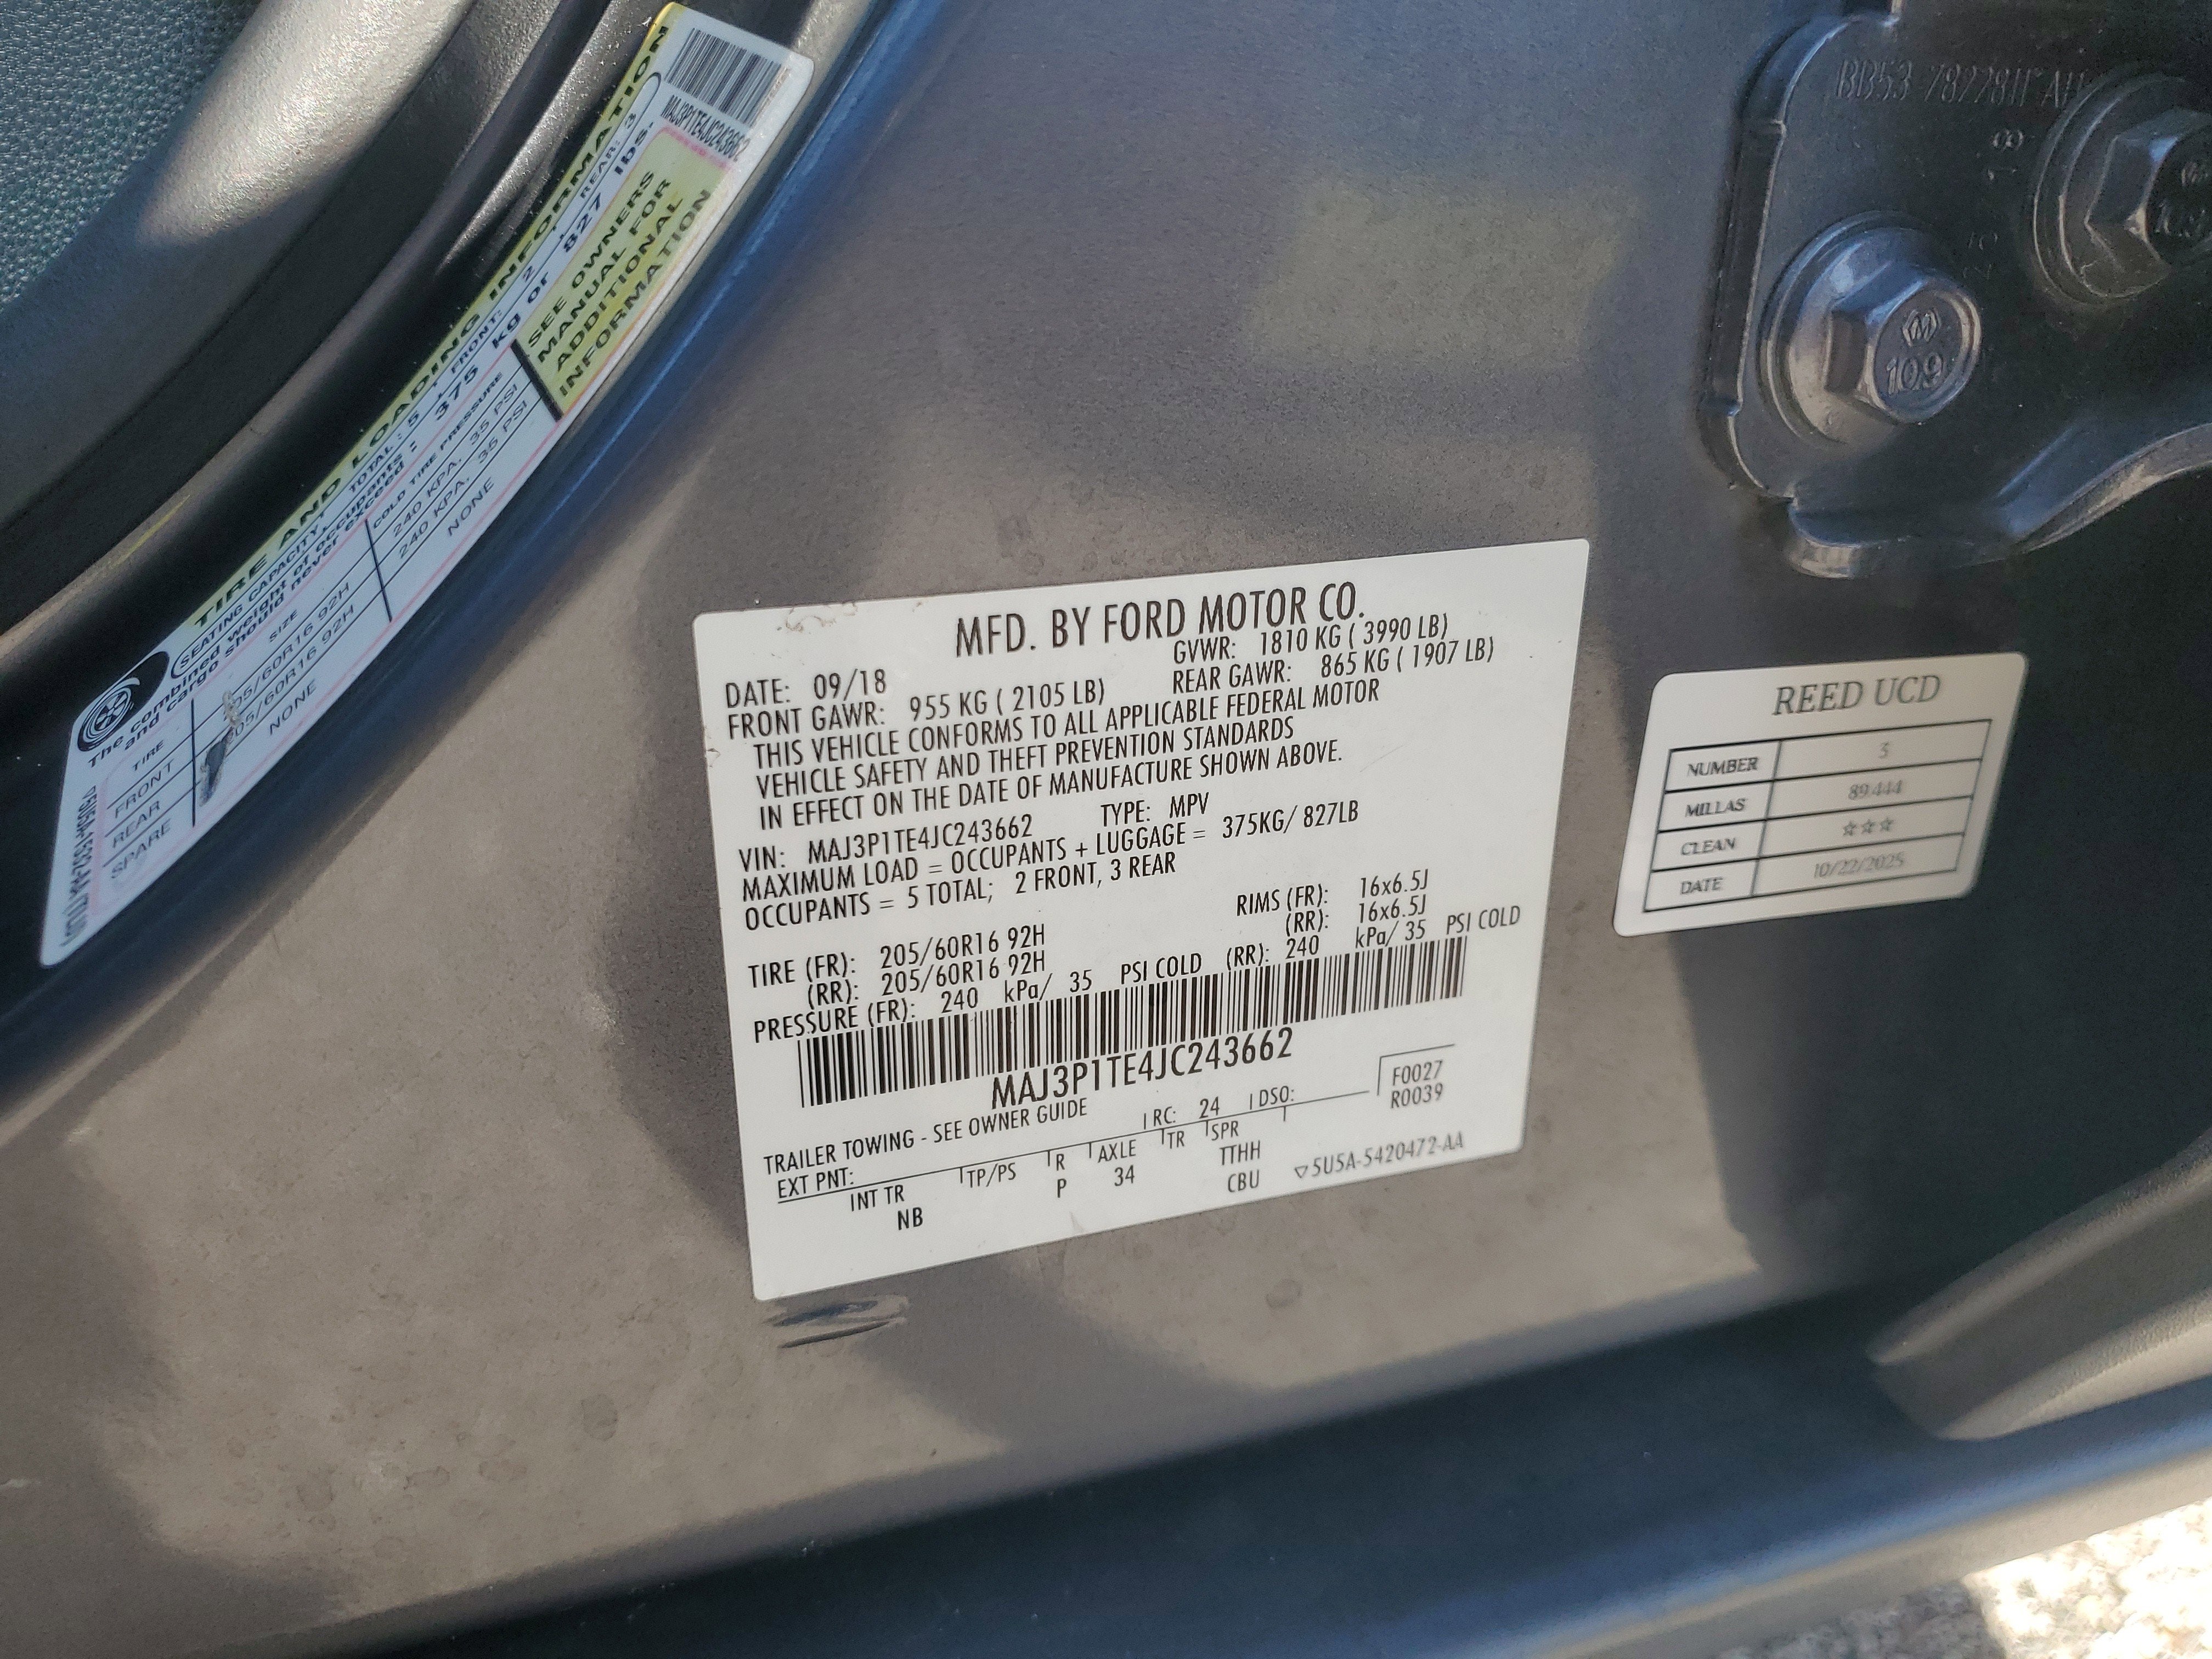 TIRE AND LOADING INFORMATION
SEATING CAPACITY TOTAL: 5 FRONT: 2 REAR: 3
The combined weight of occupants and cargo should never exceed: 375 kg or 827 lbs.
TIRE SIZE COLD TIRE PRESSURE
FRONT 205/60R16 92H 240 KPA. 35 PSI
REAR 205/60R16 92H 240 KPA. 35 PSI
SPARE NONE NONE
SEE OWNERS
MANUAL FOR
ADDITIONAL
INFORMATION
MAJ3P1TE4JC243662
MFD. BY FORD MOTOR CO.
DATE: 09/18 GVWR: 1810 KG ( 3990 LB)
FRONT GAWR: 955 KG ( 2105 LB) REAR GAWR: 865 KG ( 1907 LB)
THIS VEHICLE CONFORMS TO ALL APPLICABLE FEDERAL MOTOR
VEHICLE SAFETY AND THEFT PREVENTION STANDARDS
IN EFFECT ON THE DATE OF MANUFACTURE SHOWN ABOVE.
VIN: MAJ3P1TE4JC243662 TYPE: MPV
MAXIMUM LOAD = OCCUPANTS + LUGGAGE = 375KG/ 827LB
OCCUPANTS = 5 TOTAL; 2 FRONT, 3 REAR
TIRE (FR): 205/60R16 92H RIMS (FR): 16x6.5J
(RR): 205/60R16 92H (RR): 16x6.5J
PRESSURE (FR): 240 kPa/ 35 PSI COLD (RR): 240 kPa/ 35 PSI COLD
MAJ3P1TE4JC243662
TRAILER TOWING - SEE OWNER GUIDE
EXT PNT: RC: 24 DSO: F0027
R0039
INT TR TP/PS R AXLE TR SPR
NB P 34 TTHH
CBU
5U5A-5420472-AA
REED UCD
NUMBER 3
MILLAS 89.444
CLEAN ☆☆☆
DATE 10/22/2025
10.9
10.9